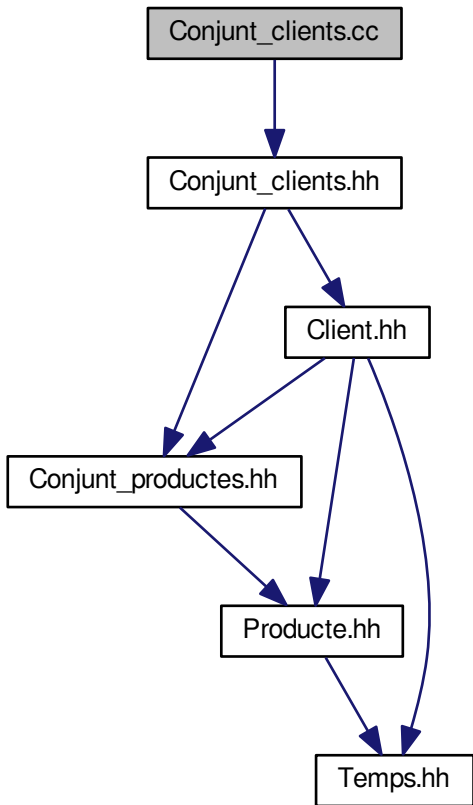 Conjunt_clients.cc
Conjunt_clients.hh
Client.hh
Conjunt_productes.hh
Producte.hh
Temps.hh